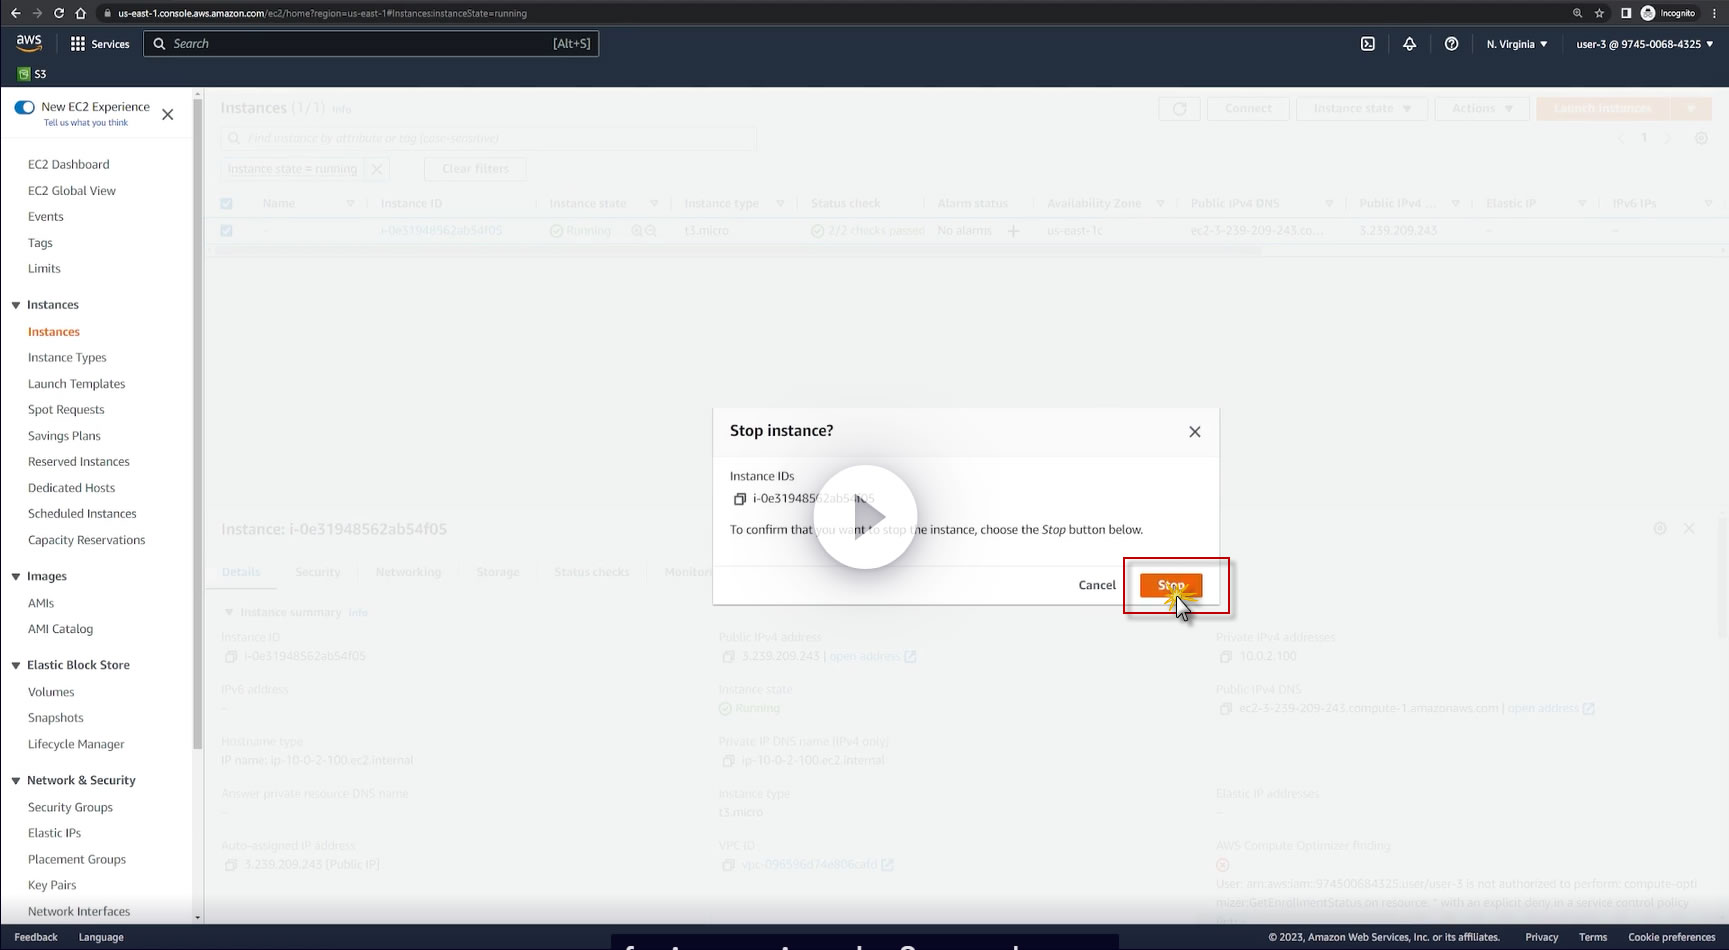 us-east-1.console.aws.amazon.com/ec2/home?region=us-east-1#Instances:instanceState=running
Incognito
aws
Services
Search
[Alt+S]
N. Virginia
user-3 @ 9745-0068-4325
S3
New EC2 Experience
Tell us what you think
EC2 Dashboard
EC2 Global View
Events
Tags
Limits
Instances
Instances
Instance Types
Launch Templates
Spot Requests
Savings Plans
Reserved Instances
Dedicated Hosts
Scheduled Instances
Capacity Reservations
Images
AMIs
AMI Catalog
Elastic Block Store
Volumes
Snapshots
Lifecycle Manager
Network & Security
Security Groups
Elastic IPs
Placement Groups
Key Pairs
Network Interfaces
Instances (1/1) Info
Connect
Instance state
Actions
Launch instances
Find instance by attribute or tag (case-sensitive)
1
Instance state = running
Clear filters
Name Instance ID Instance state Instance type Status check Alarm status Availability Zone Public IPv4 DNS Public IPv4 ... Elastic IP IPv6 IPs
– i-0e31948562ab54f05 Running t3.micro 2/2 checks passed No alarms us-east-1c ec2-3-239-209-243.co... 3.239.209.243 – –
Stop instance?
Instance IDs
i-0e31948562ab54f05
To confirm that you want to stop the instance, choose the Stop button below.
Cancel
Stop
Instance: i-0e31948562ab54f05
Details Security Networking Storage Status checks Monitori
Instance summary Info
Instance ID
i-0e31948562ab54f05
Public IPv4 address
3.239.209.243 | open address
Private IPv4 addresses
10.0.2.100
IPv6 address
–
Instance state
Running
Public IPv4 DNS
ec2-3-239-209-243.compute-1.amazonaws.com | open address
Hostname type
IP name: ip-10-0-2-100.ec2.internal
Private IP DNS name (IPv4 only)
ip-10-0-2-100.ec2.internal
Answer private resource DNS name
–
Instance type
t3.micro
Elastic IP addresses
–
Auto-assigned IP address
3.239.209.243 [Public IP]
VPC ID
vpc-096596d74e806cafd
AWS Compute Optimizer finding
User: arn:aws:iam::974500684325:user/user-3 is not authorized to perform: compute-opti
mizer:GetEnrollmentStatus on resource: * with an explicit deny in a service control policy
Feedback
Language
© 2023, Amazon Web Services, Inc. or its affiliates.
Privacy
Terms
Cookie preferences